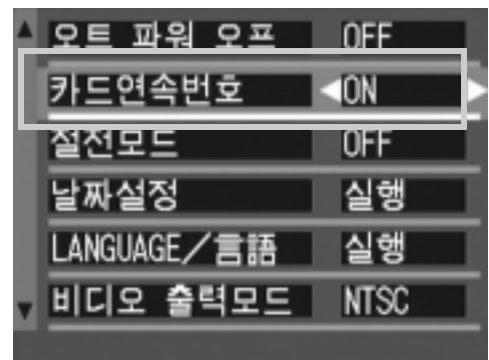 오트 파워 오프 OFF
카드연속번호 ON
절전모드 OFF
날짜설정 실행
LANGUAGE/言語 실행
비디오 출력모드 NTSC